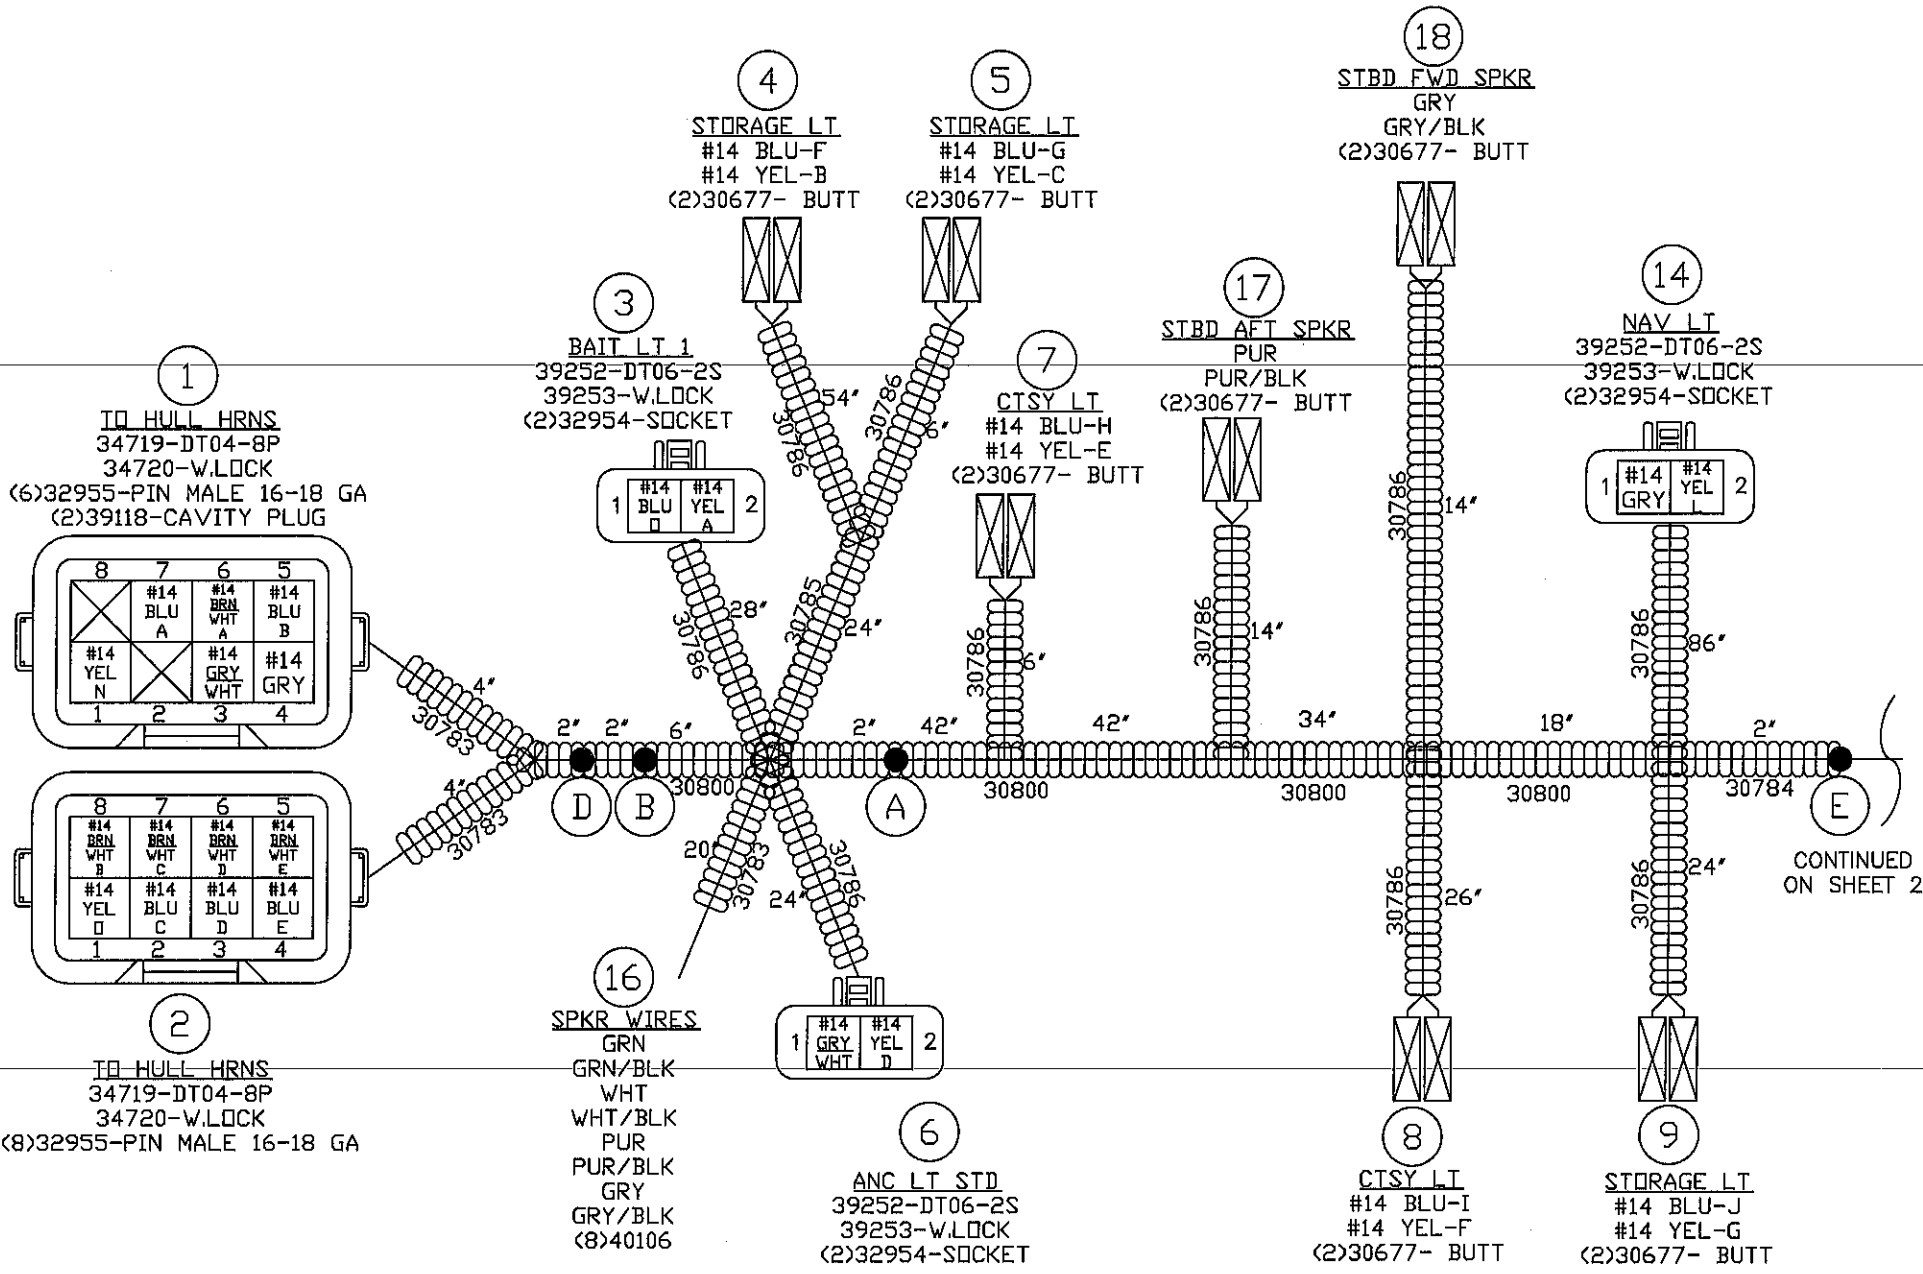 18
STBD FWD SPKR
GRY
GRY/BLK
(2)30677- BUTT
4
STORAGE LT
#14 BLU-F
#14 YEL-B
(2)30677- BUTT
5
STORAGE LT
#14 BLU-G
#14 YEL-C
(2)30677- BUTT
3
BAIT LT 1
39252-DT06-2S
39253-W.LOCK
(2)32954-SOCKET
1
#14 BLU O
#14 YEL A
2
7
CTSY LT
#14 BLU-H
#14 YEL-E
(2)30677- BUTT
17
STBD AFT SPKR
PUR
PUR/BLK
(2)30677- BUTT
14
NAV LT
39252-DT06-2S
39253-W.LOCK
(2)32954-SOCKET
1
#14 GRY
#14 YEL L
2
1
TO HULL HRNS
34719-DT04-8P
34720-W.LOCK
(6)32955-PIN MALE 16-18 GA
(2)39118-CAVITY PLUG
8 7 6 5
#14 BLU A
#14 BRN WHT A
#14 BLU B
#14 YEL N
#14 GRY WHT
#14 GRY
1 2 3 4
54"
30786
30786
6"
28"
30786
30785
24"
30786
6"
30786
14"
30786
14"
30786
86"
4"
30783
4"
30783
2" 2" 6" 2" 42" 42" 34" 18" 2"
30800 30800 30800 30800 30784
D B A E
CONTINUED
ON SHEET 2
8 7 6 5
#14 BRN WHT B
#14 BRN WHT C
#14 BRN WHT D
#14 BRN WHT E
#14 YEL O
#14 BLU C
#14 BLU D
#14 BLU E
1 2 3 4
2
TO HULL HRNS
34719-DT04-8P
34720-W.LOCK
(8)32955-PIN MALE 16-18 GA
20"
30783
24"
30786
30786
26"
30786
24"
16
SPKR WIRES
GRN
GRN/BLK
WHT
WHT/BLK
PUR
PUR/BLK
GRY
GRY/BLK
(8)40106
1
#14 GRY WHT
#14 YEL D
2
6
ANC LT STD
39252-DT06-2S
39253-W.LOCK
(2)32954-SOCKET
8
CTSY LT
#14 BLU-I
#14 YEL-F
(2)30677- BUTT
9
STORAGE LT
#14 BLU-J
#14 YEL-G
(2)30677- BUTT